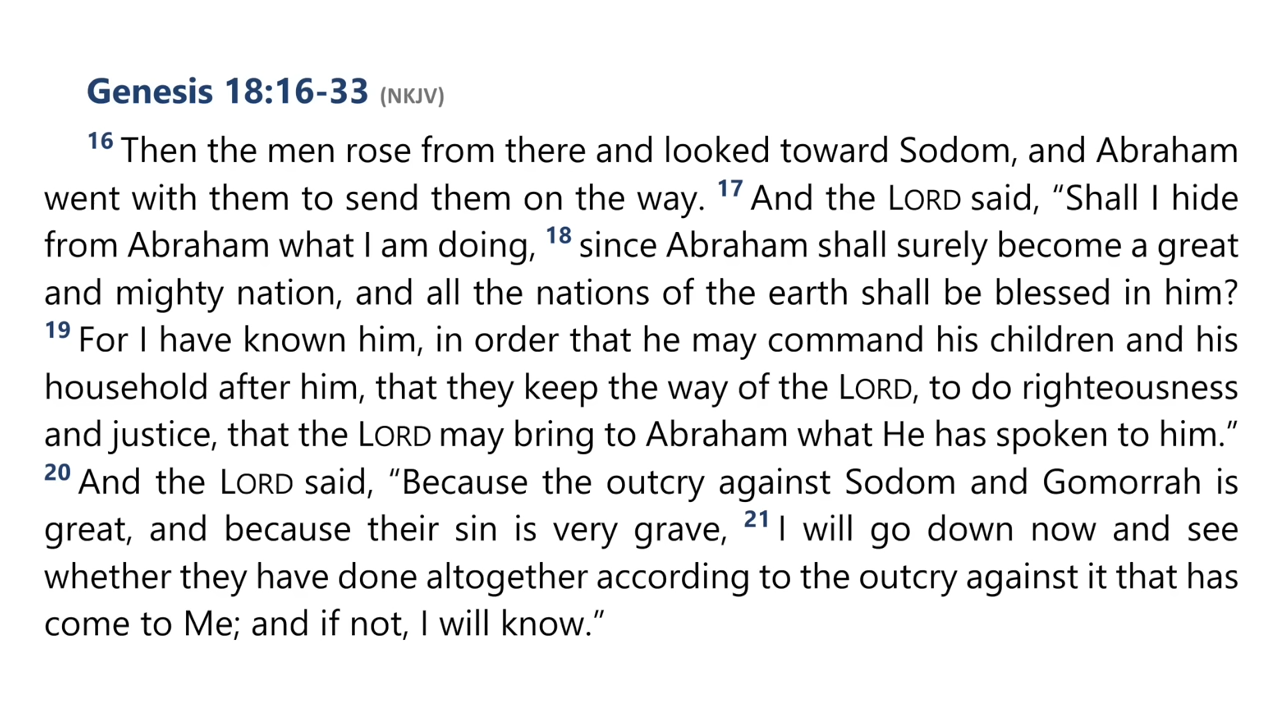 Genesis 18:16-33 (NKJV)
16 Then the men rose from there and looked toward Sodom, and Abraham
went with them to send them on the way. 17 And the LORD said, “Shall I hide
from Abraham what I am doing, 18 since Abraham shall surely become a great
and mighty nation, and all the nations of the earth shall be blessed in him?
19 For I have known him, in order that he may command his children and his
household after him, that they keep the way of the LORD, to do righteousness
and justice, that the LORD may bring to Abraham what He has spoken to him.”
20 And the LORD said, “Because the outcry against Sodom and Gomorrah is
great, and because their sin is very grave, 21 I will go down now and see
whether they have done altogether according to the outcry against it that has
come to Me; and if not, I will know.”